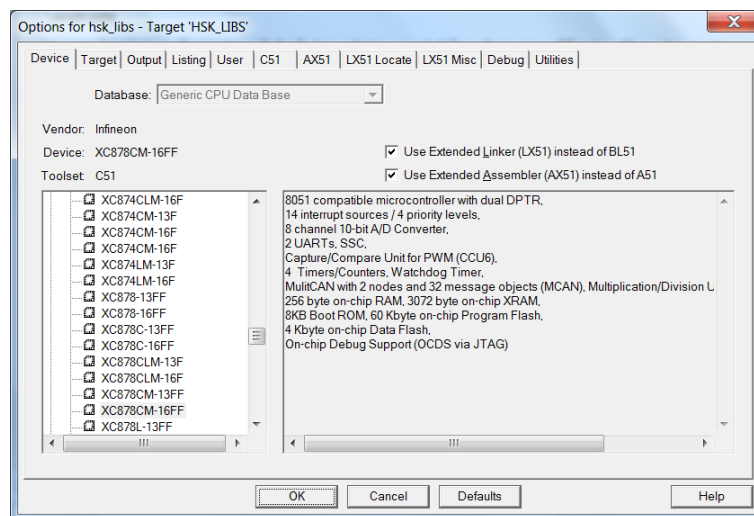 Options for hsk_libs - Target 'HSK_LIBS'
Device Target Output Listing User C51 AX51 LX51 Locate LX51 Misc Debug Utilities
Database: Generic CPU Data Base
Vendor: Infineon
Device: XC878CM-16FF
Toolset: C51
Use Extended Linker (LX51) instead of BL51
Use Extended Assembler (AX51) instead of A51
XC874CLM-16F
XC874CM-13F
XC874CM-16F
XC874CM-16F
XC874LM-13F
XC874LM-16F
XC878-13FF
XC878-16FF
XC878C-13FF
XC878C-16FF
XC878CLM-13F
XC878CLM-16F
XC878CM-13FF
XC878CM-16FF
XC878L-13FF
8051 compatible microcontroller with dual DPTR,
14 interrupt sources / 4 priority levels,
8 channel 10-bit A/D Converter,
2 UARTs, SSC,
Capture/Compare Unit for PWM (CCU6),
4 Timers/Counters, Watchdog Timer,
MulitCAN with 2 nodes and 32 message objects (MCAN), Multiplication/Division U
256 byte on-chip RAM, 3072 byte on-chip XRAM,
8KB Boot ROM, 60 Kbyte on-chip Program Flash,
4 Kbyte on-chip Data Flash,
On-chip Debug Support (OCDS via JTAG)
OK Cancel Defaults Help